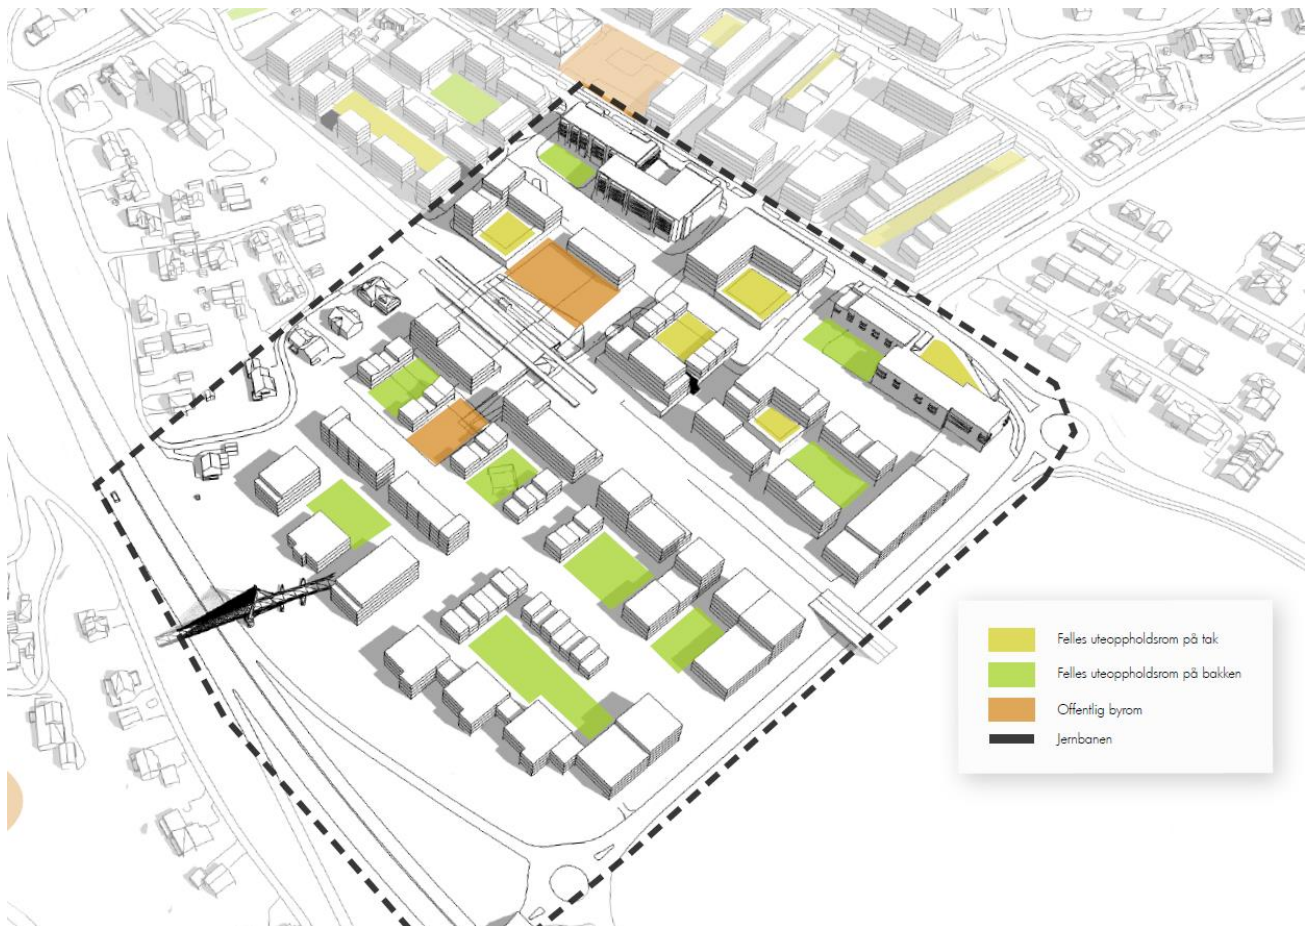 Felles uteoppholdsrom på tak
Felles uteoppholdsrom på bakken
Offentlig byrom
Jernbanen